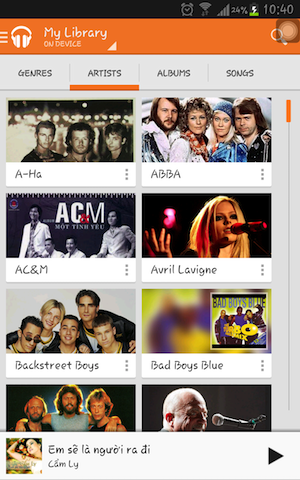 24%
10:40
My Library
ON DEVICE
GENRES
ARTISTS
ALBUMS
SONGS
A-Ha
ABBA
AC&M
MỘT TÌNH YÊU
AC&M
Avril Lavigne
Backstreet Boys
BAD BOYS BLUE
Bad Boys Blue
Em sẽ là người ra đi
Cẩm Ly